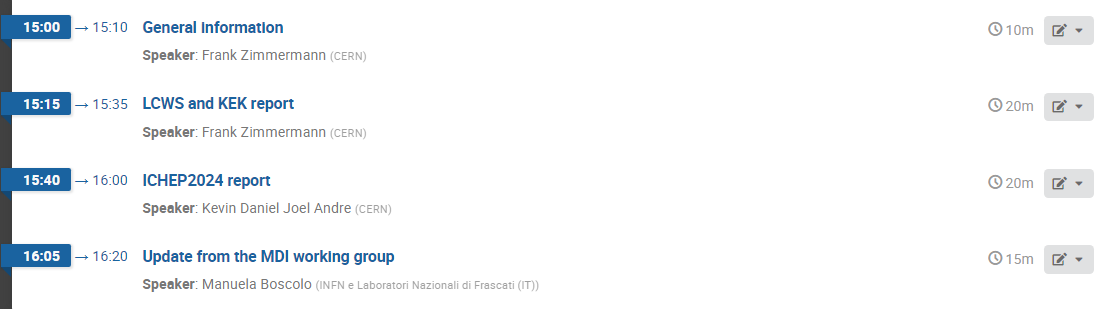 15:00 → 15:10 General information 10m
Speaker: Frank Zimmermann (CERN)
15:15 → 15:35 LCWS and KEK report 20m
Speaker: Frank Zimmermann (CERN)
15:40 → 16:00 ICHEP2024 report 20m
Speaker: Kevin Daniel Joel Andre (CERN)
16:05 → 16:20 Update from the MDI working group 15m
Speaker: Manuela Boscolo (INFN e Laboratori Nazionali di Frascati (IT))